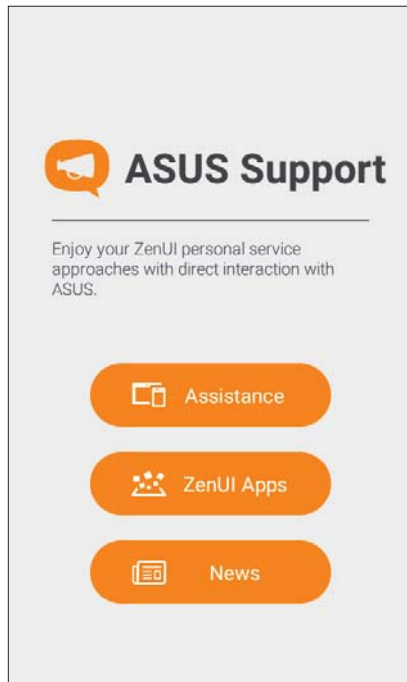 ASUS Support
Enjoy your ZenUI personal service
approaches with direct interaction with
ASUS.
Assistance
ZenUI Apps
News